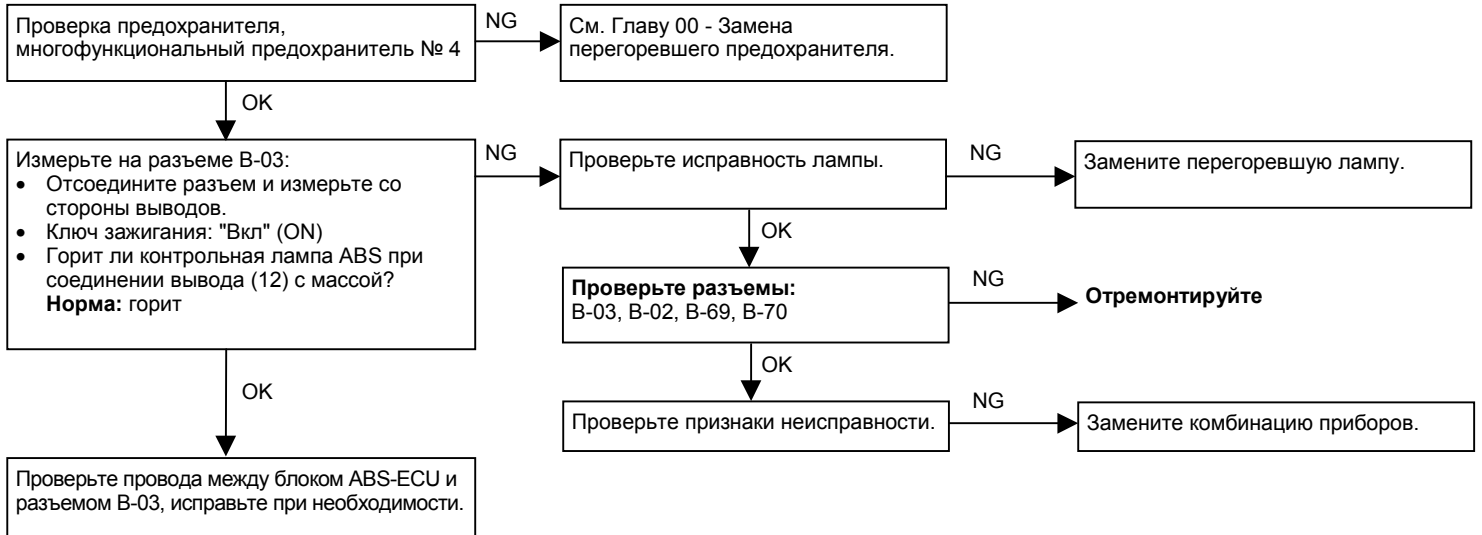 Проверка предохранителя,
многофункциональный предохранитель № 4
NG
См. Главу 00 - Замена
перегоревшего предохранителя.
OK
Измерьте на разъеме B-03:
• Отсоедините разъем и измерьте со
стороны выводов.
• Ключ зажигания: "Вкл" (ON)
• Горит ли контрольная лампа ABS при
соединении вывода (12) с массой?
Норма: горит
NG
Проверьте исправность лампы.
NG
Замените перегоревшую лампу.
OK
Проверьте разъемы:
B-03, B-02, B-69, B-70
NG
Отремонтируйте
OK
OK
Проверьте признаки неисправности.
NG
Замените комбинацию приборов.
Проверьте провода между блоком ABS-ECU и
разъемом B-03, исправьте при необходимости.